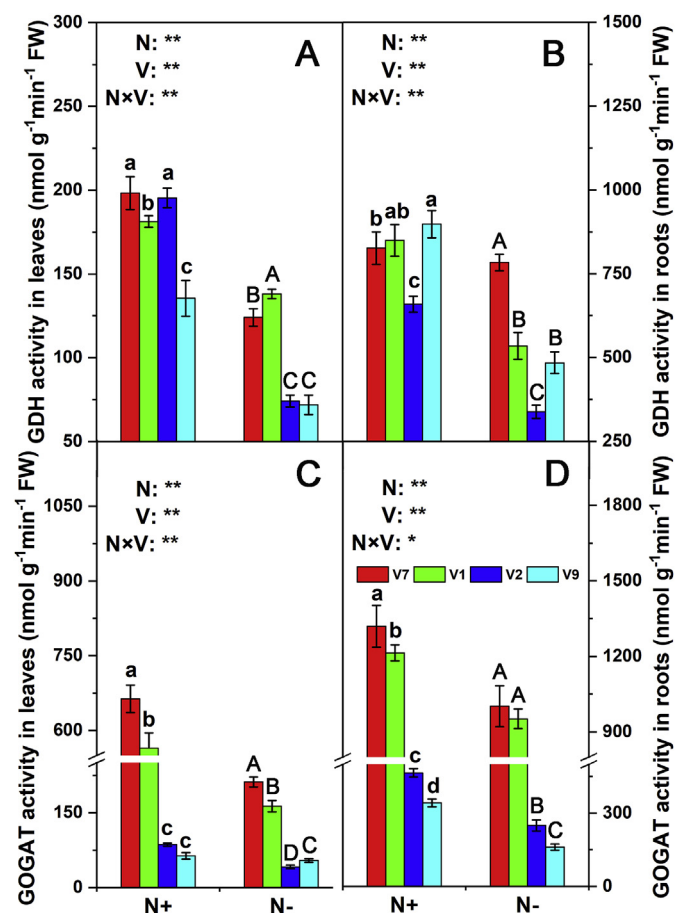 GDH activity in leaves (nmol g⁻¹min⁻¹ FW)
300
250
200
150
100
50
A
N: **
V: **
N×V: **
a
b
a
c
B
A
C
C
B
N: **
V: **
N×V: **
b
ab
c
a
A
B
C
B
1500
1250
1000
750
500
250
GDH activity in roots (nmol g⁻¹min⁻¹ FW)
GOGAT activity in leaves (nmol g⁻¹min⁻¹ FW)
1050
900
750
600
150
0
C
N: **
V: **
N×V: **
a
b
c
c
A
B
D
C
N+
N-
D
N: **
V: **
N×V: *
V7 V1 V2 V9
a
b
c
d
A
A
B
C
N+
N-
1800
1500
1200
900
300
0
GOGAT activity in roots (nmol g⁻¹min⁻¹ FW)